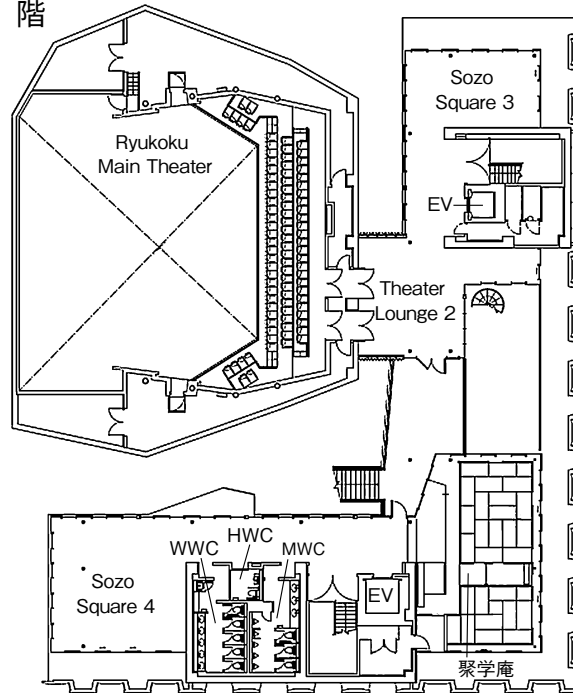 階
Sozo
Square 3
Ryukoku
Main Theater
EV
Theater
Lounge 2
HWC
WWC
MWC
Sozo
Square 4
EV
聚学庵